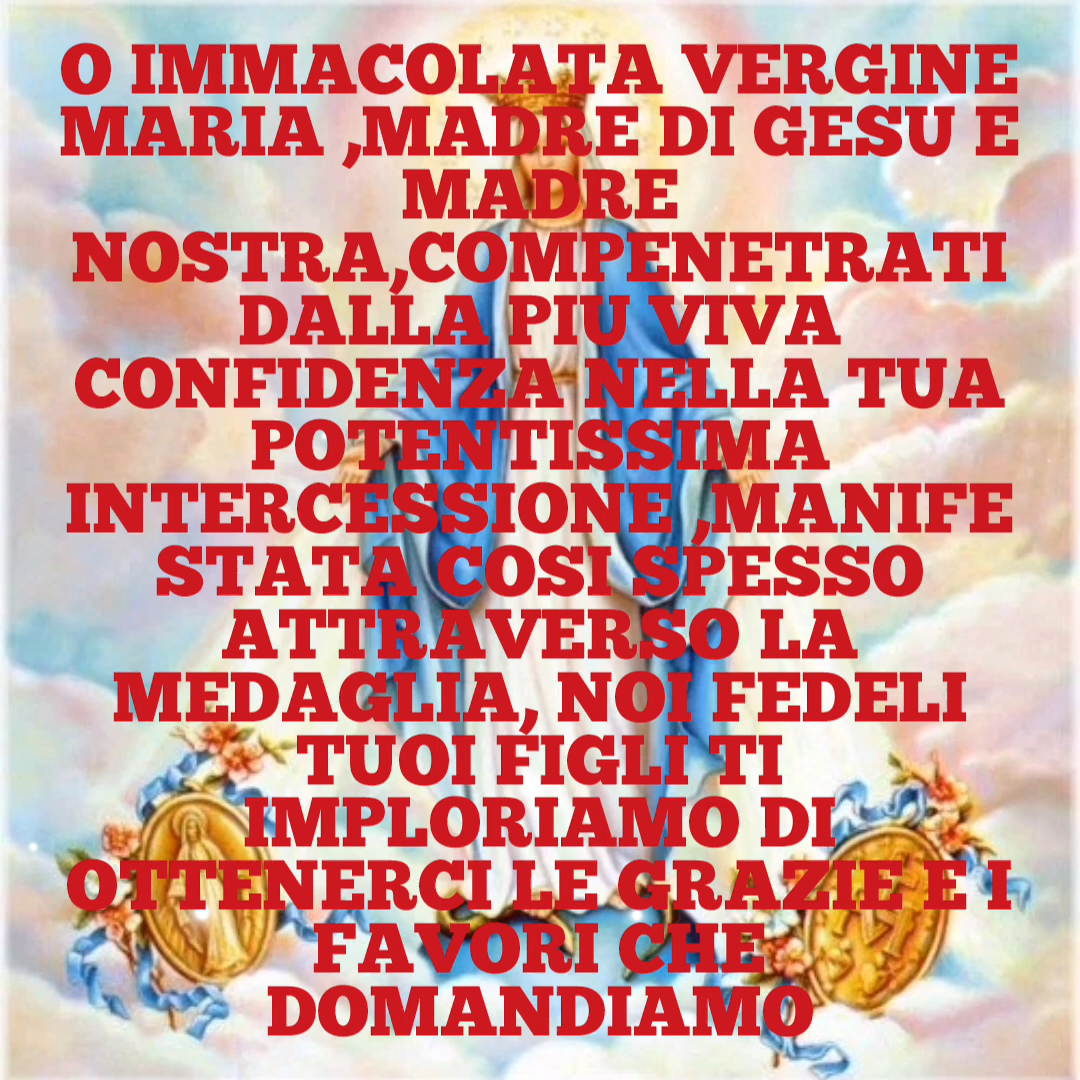 O IMMACOLATA VERGINE
MARIA ,MADRE DI GESU E
MADRE
NOSTRA,COMPENETRATI
DALLA PIU VIVA
CONFIDENZA NELLA TUA
POTENTISSIMA
INTERCESSIONE ,MANIFE
STATA COSI SPESSO
ATTRAVERSO LA
MEDAGLIA, NOI FEDELI
TUOI FIGLI TI
IMPLORIAMO DI
OTTENERCI LE GRAZIE E I
FAVORI CHE
DOMANDIAMO